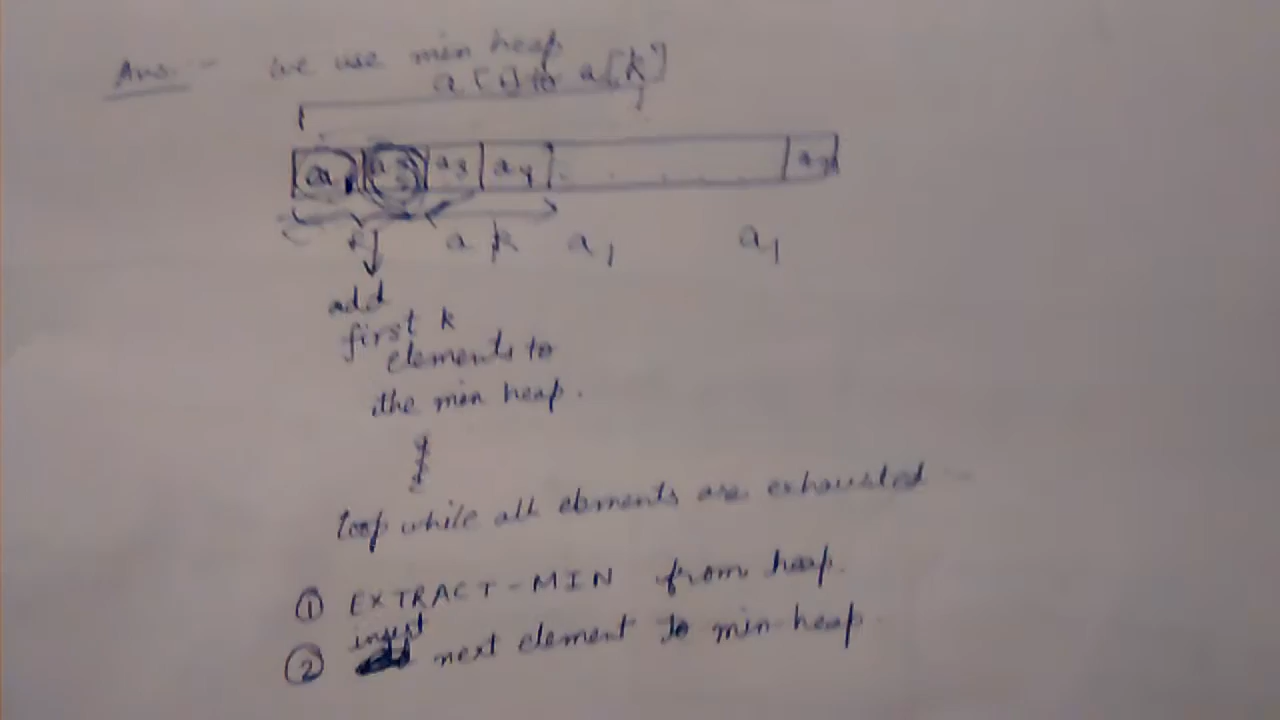 Ans:- we use min heap
a[1] to a[k]
a1 a2 a3 a4 . . . . . an
k a k a1 a1
add
first k
elements to
the min heap.
loop while all elements are exhausted
① EXTRACT-MIN from heap.
insert
② next element to min heap.